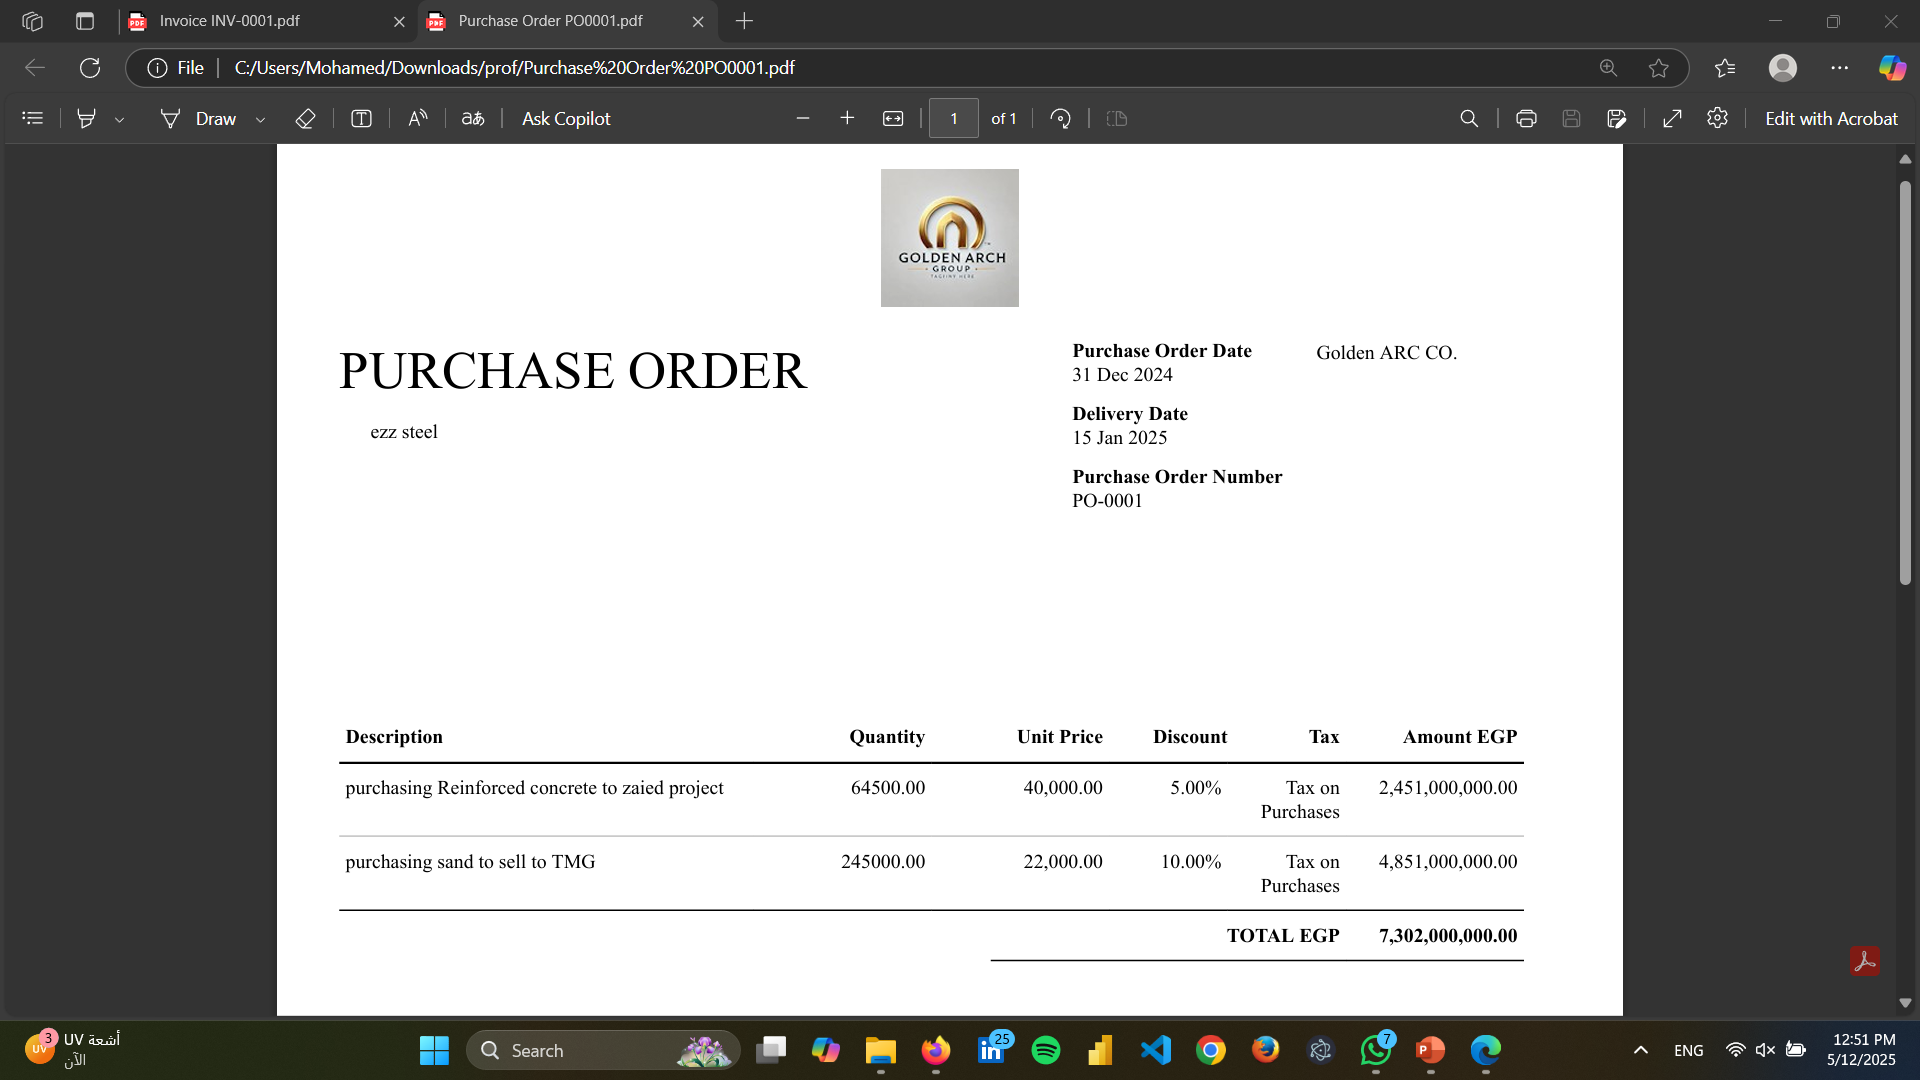 Invoice INV-0001.pdf
Purchase Order PO0001.pdf
File
C:/Users/Mohamed/Downloads/prof/Purchase%20Order%20PO0001.pdf
Draw
aあ
Ask Copilot
1 of 1
Edit with Acrobat
GOLDEN ARCH
GROUP
PURCHASE ORDER
ezz steel
Purchase Order Date
31 Dec 2024
Golden ARC CO.
Delivery Date
15 Jan 2025
Purchase Order Number
PO-0001
Description Quantity Unit Price Discount Tax Amount EGP
purchasing Reinforced concrete to zaied project 64500.00 40,000.00 5.00% Tax on Purchases 2,451,000,000.00
purchasing sand to sell to TMG 245000.00 22,000.00 10.00% Tax on Purchases 4,851,000,000.00
TOTAL EGP 7,302,000,000.00
3
UV
أشعة UV
الآن
Search
25
7
ENG
12:51 PM
5/12/2025